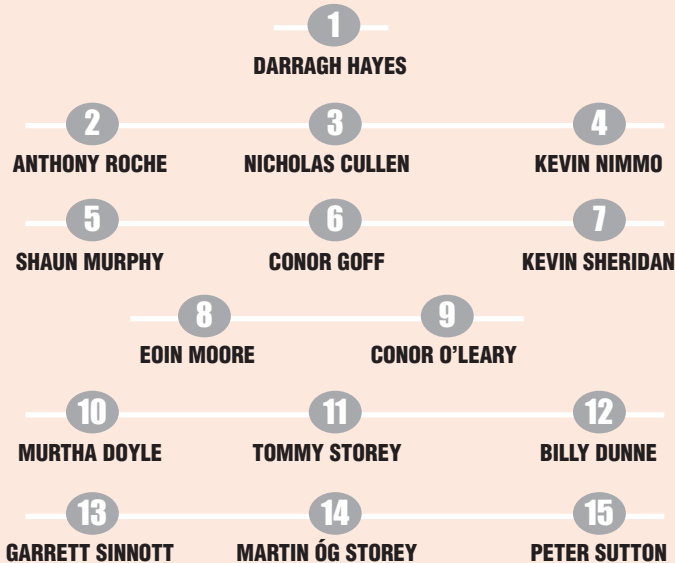 1
DARRAGH HAYES
2 3 4
ANTHONY ROCHE NICHOLAS CULLEN KEVIN NIMMO
5 6 7
SHAUN MURPHY CONOR GOFF KEVIN SHERIDAN
8 9
EOIN MOORE CONOR O'LEARY
10 11 12
MURTHA DOYLE TOMMY STOREY BILLY DUNNE
13 14 15
GARRETT SINNOTT MARTIN ÓG STOREY PETER SUTTON